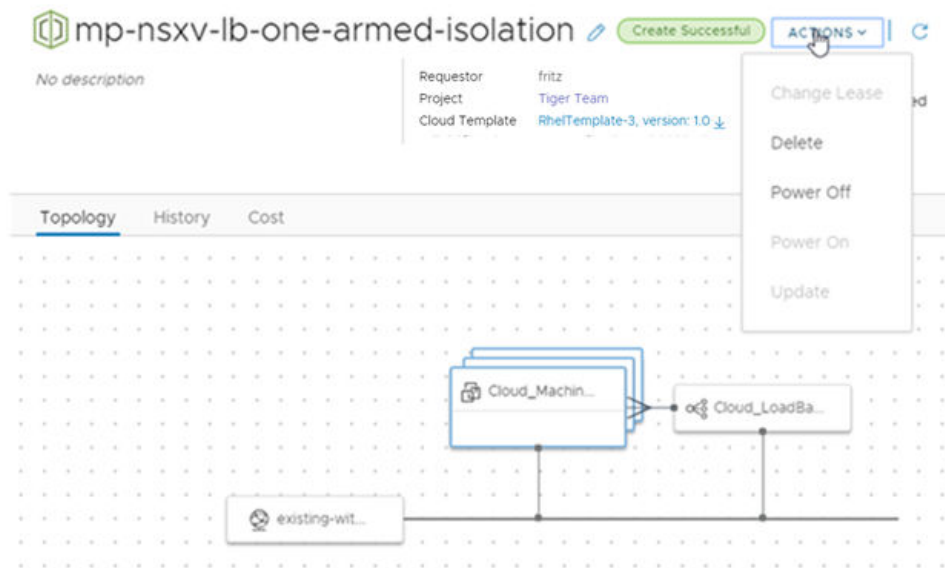 mp-nsxv-lb-one-armed-isolation Create Successful ACTIONS
No description
Requestor fritz
Project Tiger Team
Cloud Template RhelTemplate-3, version: 1.0
Change Lease
Delete
Power Off
Power On
Update
Topology History Cost
Cloud_Machin...
Cloud_LoadBa...
existing-wit...